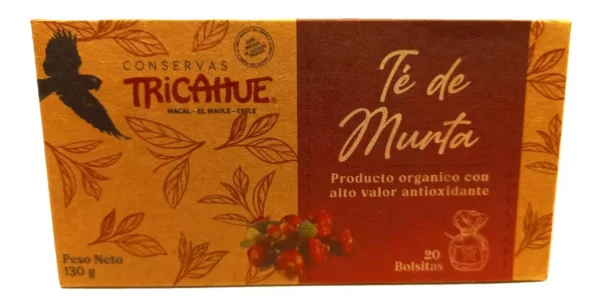 CONSERVAS
TRICAHUE
MACAL - EL MAULE - CHILE
Té de
Murta
Producto organico con
alto valor antioxidante
Peso Neto
130 g
20
Bolsitas